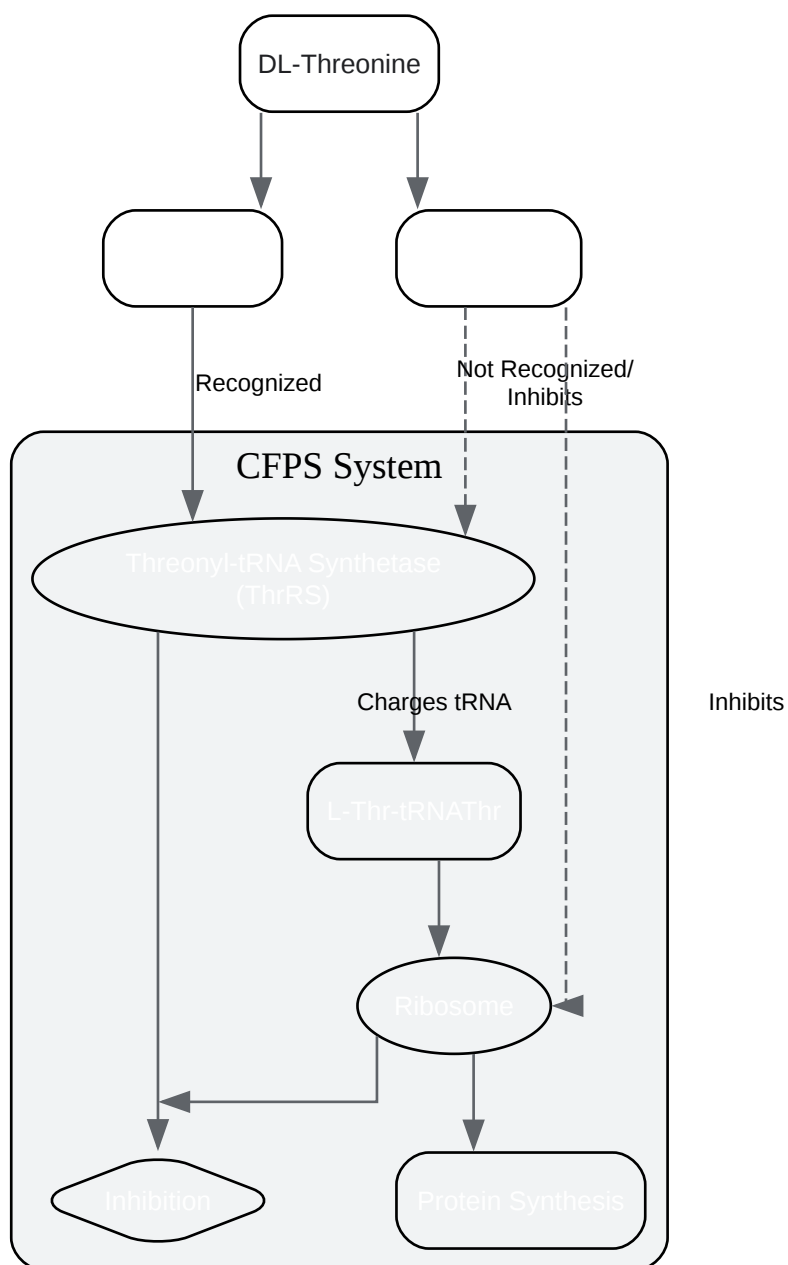 DL-Threonine
Recognized
Not Recognized/
Inhibits
CFPS System
Threonyl-tRNA Synthetase
(ThrRS)
Charges tRNA
Inhibits
L-Thr-tRNAThr
Ribosome
Inhibition
Protein Synthesis